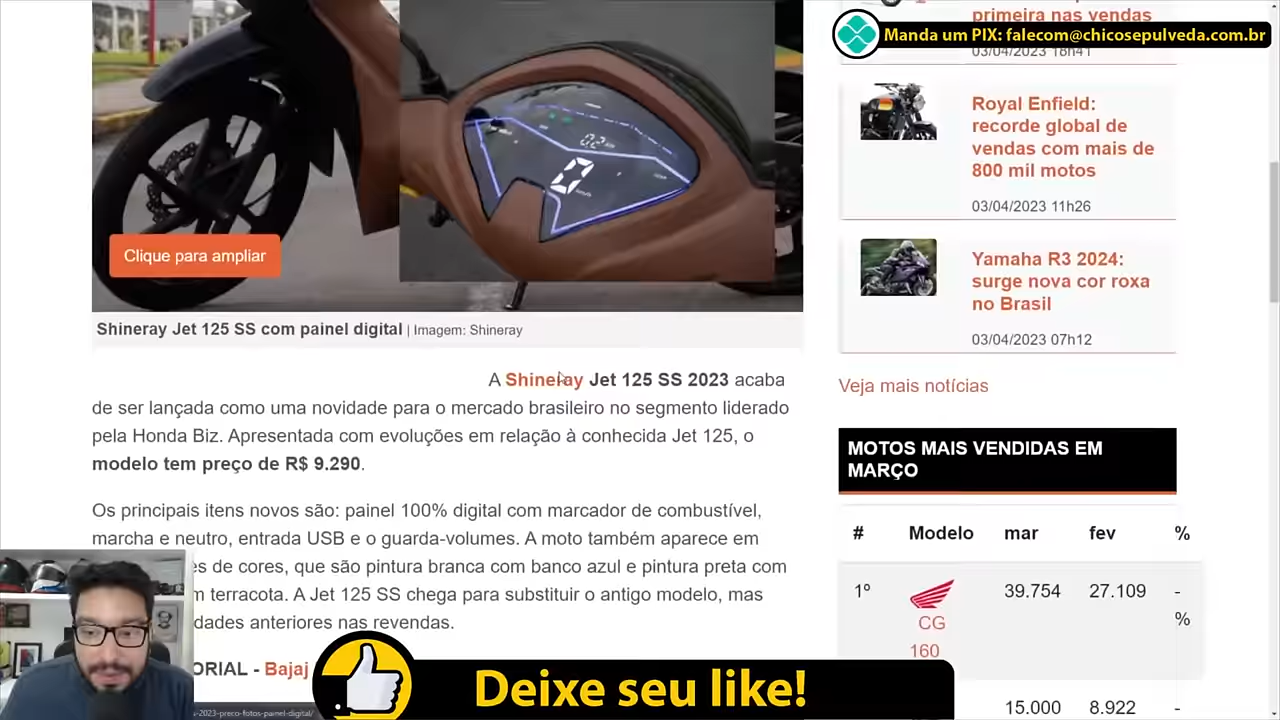 primeira nas vendas
Manda um PIX: falecom@chicosepulveda.com.br
03/04/2023 18h41
Royal Enfield:
recorde global de
vendas com mais de
800 mil motos
03/04/2023 11h26
Yamaha R3 2024:
surge nova cor roxa
no Brasil
03/04/2023 07h12
Veja mais notícias
MOTOS MAIS VENDIDAS EM
MARÇO
# Modelo mar fev %
1º 39.754 27.109 -
%
CG
160
15.000 8.922 -
0
Clique para ampliar
Shineray Jet 125 SS com painel digital | Imagem: Shineray
A Shineray Jet 125 SS 2023 acaba
de ser lançada como uma novidade para o mercado brasileiro no segmento liderado
pela Honda Biz. Apresentada com evoluções em relação à conhecida Jet 125, o
modelo tem preço de R$ 9.290.
Os principais itens novos são: painel 100% digital com marcador de combustível,
marcha e neutro, entrada USB e o guarda-volumes. A moto também aparece em
s de cores, que são pintura branca com banco azul e pintura preta com
m terracota. A Jet 125 SS chega para substituir o antigo modelo, mas
dades anteriores nas revendas.
ORIAL - Bajaj
Deixe seu like!
s-2023-preco-fotos-painel-digital/